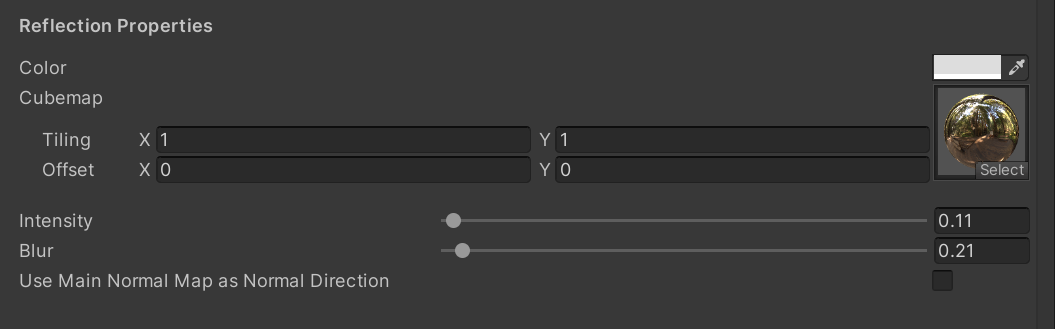 Reflection Properties
Color
Cubemap
Tiling X 1 Y 1
Offset X 0 Y 0
Select
Intensity 0.11
Blur 0.21
Use Main Normal Map as Normal Direction